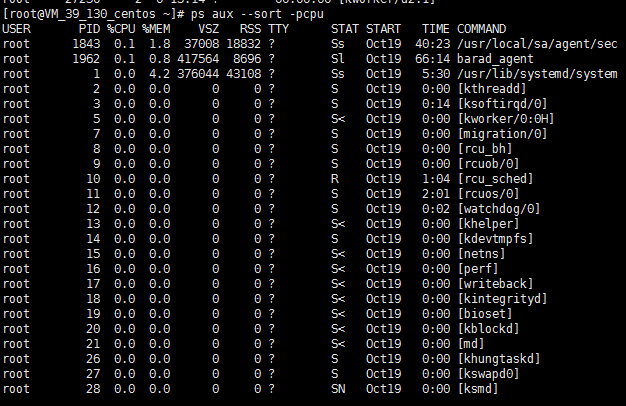 [root@VM_39_130_centos ~]# ps aux --sort -pcpu
USER       PID %CPU %MEM    VSZ   RSS TTY      STAT START   TIME COMMAND
root      1843  0.1  1.8  37008 18832 ?        Ss   Oct19  40:23 /usr/local/sa/agent/sec
root      1962  0.1  0.8 417564  8696 ?        Sl   Oct19  66:14 barad_agent
root         1  0.0  4.2 376044 43108 ?        Ss   Oct19   5:30 /usr/lib/systemd/system
root         2  0.0  0.0      0     0 ?        S    Oct19   0:00 [kthreadd]
root         3  0.0  0.0      0     0 ?        S    Oct19   0:14 [ksoftirqd/0]
root         5  0.0  0.0      0     0 ?        S<   Oct19   0:00 [kworker/0:0H]
root         7  0.0  0.0      0     0 ?        S    Oct19   0:00 [migration/0]
root         8  0.0  0.0      0     0 ?        S    Oct19   0:00 [rcu_bh]
root         9  0.0  0.0      0     0 ?        S    Oct19   0:00 [rcuob/0]
root        10  0.0  0.0      0     0 ?        R    Oct19   1:04 [rcu_sched]
root        11  0.0  0.0      0     0 ?        S    Oct19   2:01 [rcuos/0]
root        12  0.0  0.0      0     0 ?        S    Oct19   0:02 [watchdog/0]
root        13  0.0  0.0      0     0 ?        S<   Oct19   0:00 [khelper]
root        14  0.0  0.0      0     0 ?        S    Oct19   0:00 [kdevtmpfs]
root        15  0.0  0.0      0     0 ?        S<   Oct19   0:00 [netns]
root        16  0.0  0.0      0     0 ?        S<   Oct19   0:00 [perf]
root        17  0.0  0.0      0     0 ?        S<   Oct19   0:00 [writeback]
root        18  0.0  0.0      0     0 ?        S<   Oct19   0:00 [kintegrityd]
root        19  0.0  0.0      0     0 ?        S<   Oct19   0:00 [bioset]
root        20  0.0  0.0      0     0 ?        S<   Oct19   0:00 [kblockd]
root        21  0.0  0.0      0     0 ?        S<   Oct19   0:00 [md]
root        26  0.0  0.0      0     0 ?        S    Oct19   0:00 [khungtaskd]
root        27  0.0  0.0      0     0 ?        S    Oct19   0:00 [kswapd0]
root        28  0.0  0.0      0     0 ?        SN   Oct19   0:00 [ksmd]